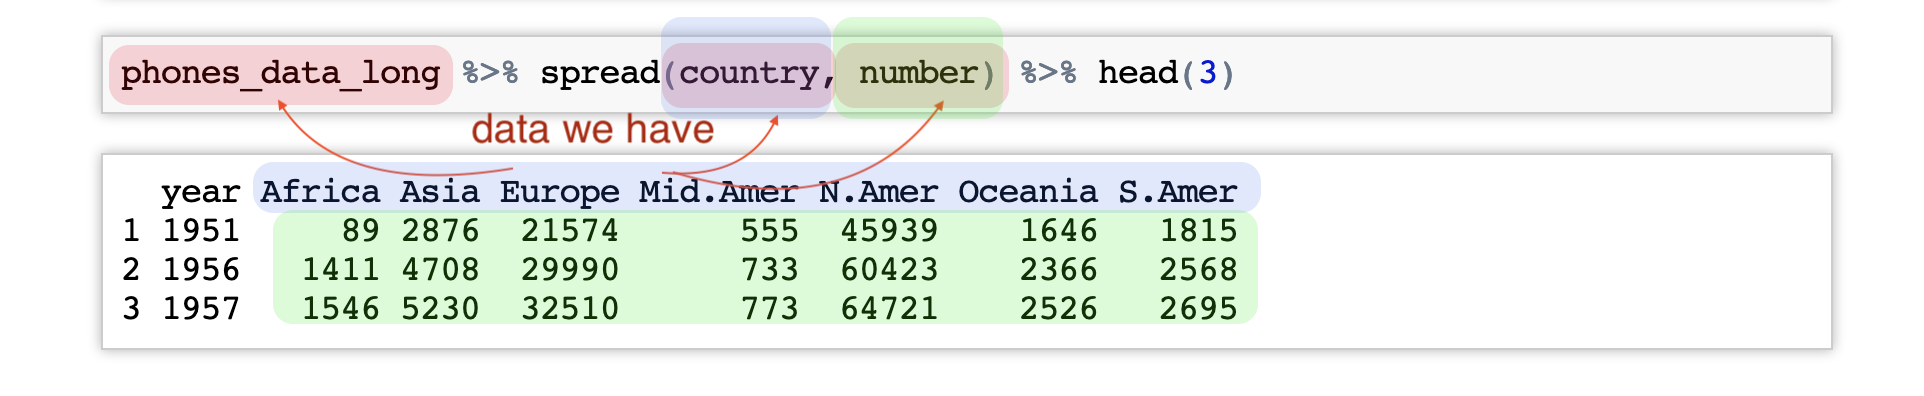 phones_data_long %>% spread(country, number) %>% head(3)
data we have
year Africa Asia Europe Mid.Amer N.Amer Oceania S.Amer
1 1951 89 2876 21574 555 45939 1646 1815
2 1956 1411 4708 29990 733 60423 2366 2568
3 1957 1546 5230 32510 773 64721 2526 2695